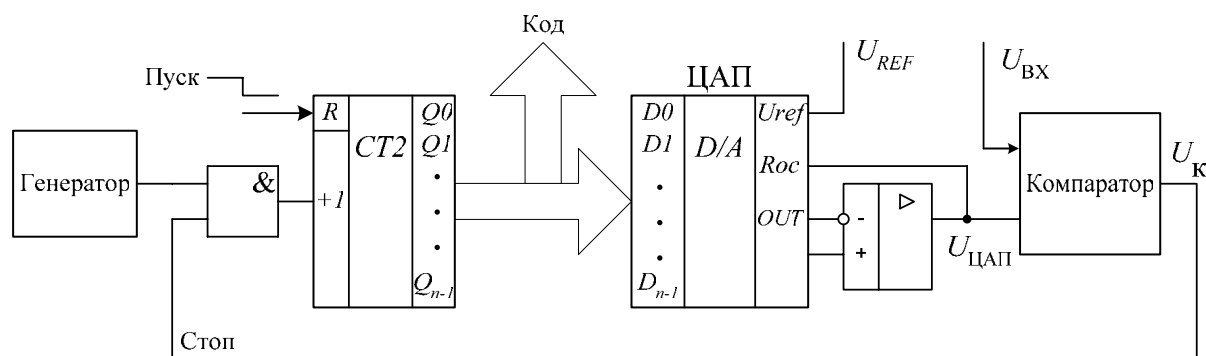 Код
Пуск
ЦАП
U_REF
U_ВХ
Генератор
&
R
+1
CT2
Q0
Q1
Q_n-1
D0
D1
D_n-1
D/A
Uref
Roc
OUT
-
+
U_ЦАП
Компаратор
U_К
Стоп